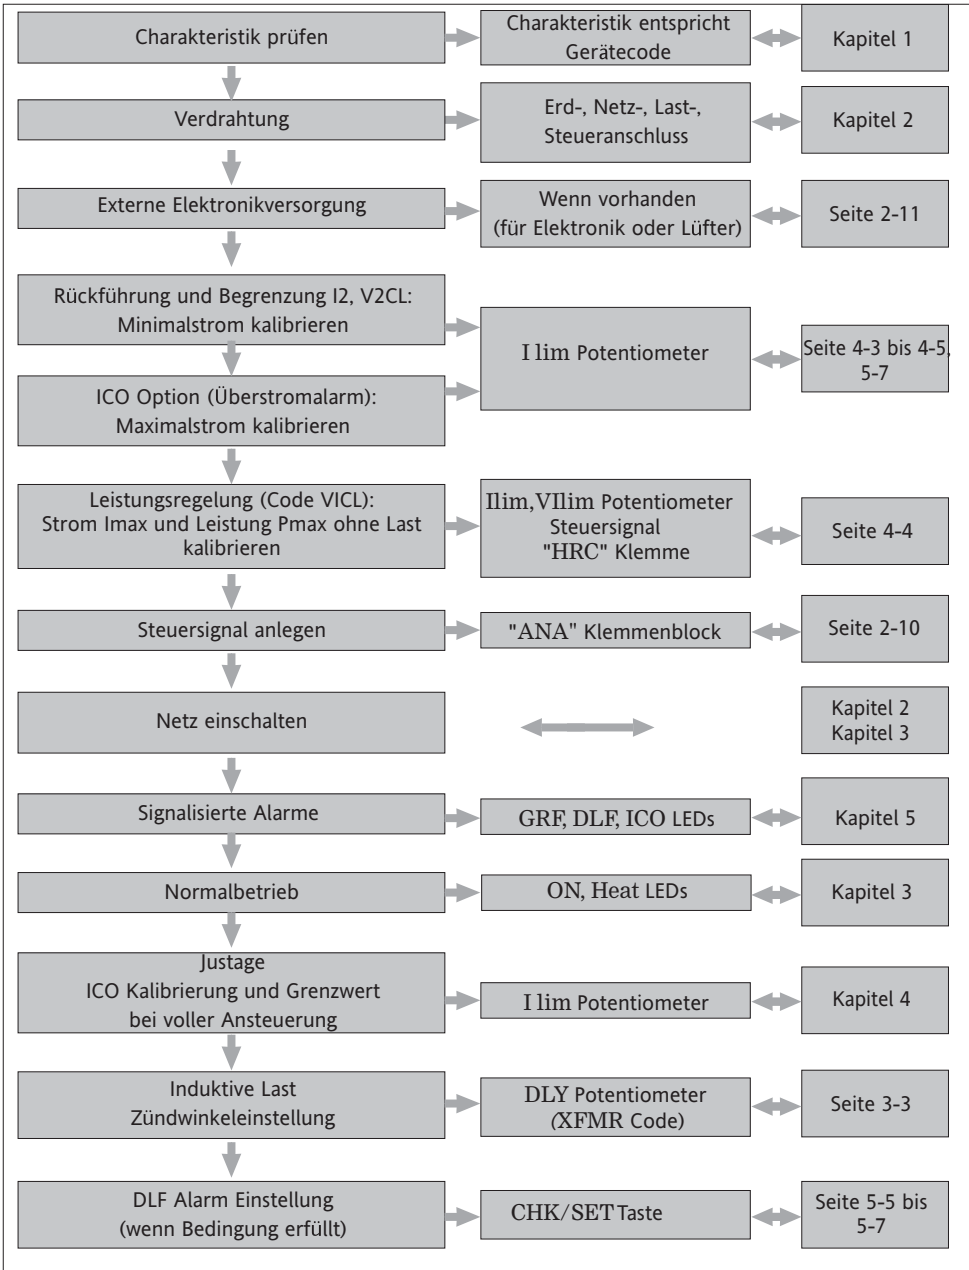 Charakteristik prüfen
Charakteristik entspricht
Gerätecode
Kapitel 1
Verdrahtung
Erd-, Netz-, Last-,
Steueranschluss
Kapitel 2
Externe Elektronikversorgung
Wenn vorhanden
(für Elektronik oder Lüfter)
Seite 2-11
Rückführung und Begrenzung I2, V2CL:
Minimalstrom kalibrieren
I lim Potentiometer
Seite 4-3 bis 4-5,
5-7
ICO Option (Überstromalarm):
Maximalstrom kalibrieren
Leistungsregelung (Code VICL):
Strom Imax und Leistung Pmax ohne Last
kalibrieren
Ilim,VIlim Potentiometer
Steuersignal
"HRC" Klemme
Seite 4-4
Steuersignal anlegen
"ANA" Klemmenblock
Seite 2-10
Netz einschalten
Kapitel 2
Kapitel 3
Signalisierte Alarme
GRF, DLF, ICO LEDs
Kapitel 5
Normalbetrieb
ON, Heat LEDs
Kapitel 3
Justage
ICO Kalibrierung und Grenzwert
bei voller Ansteuerung
I lim Potentiometer
Kapitel 4
Induktive Last
Zündwinkeleinstellung
DLY Potentiometer
(XFMR Code)
Seite 3-3
DLF Alarm Einstellung
(wenn Bedingung erfüllt)
CHK/SET Taste
Seite 5-5 bis
5-7